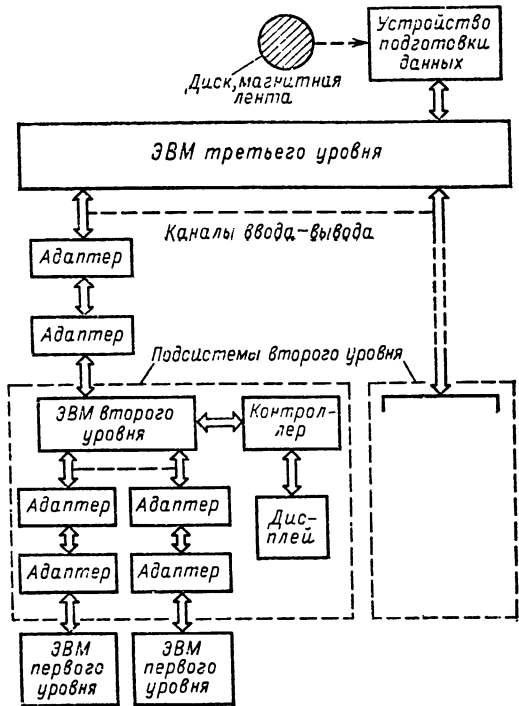 Устройство
подготовки
данных
Диск, магнитная
лента
ЭВМ третьего уровня
Каналы ввода-вывода
Адаптер
Адаптер
Подсистемы второго уровня
ЭВМ второго
уровня
Контрол-
лер
Адаптер
Адаптер
Дис-
плей
Адаптер
Адаптер
ЭВМ
первого
уровня
ЭВМ
первого
уровня